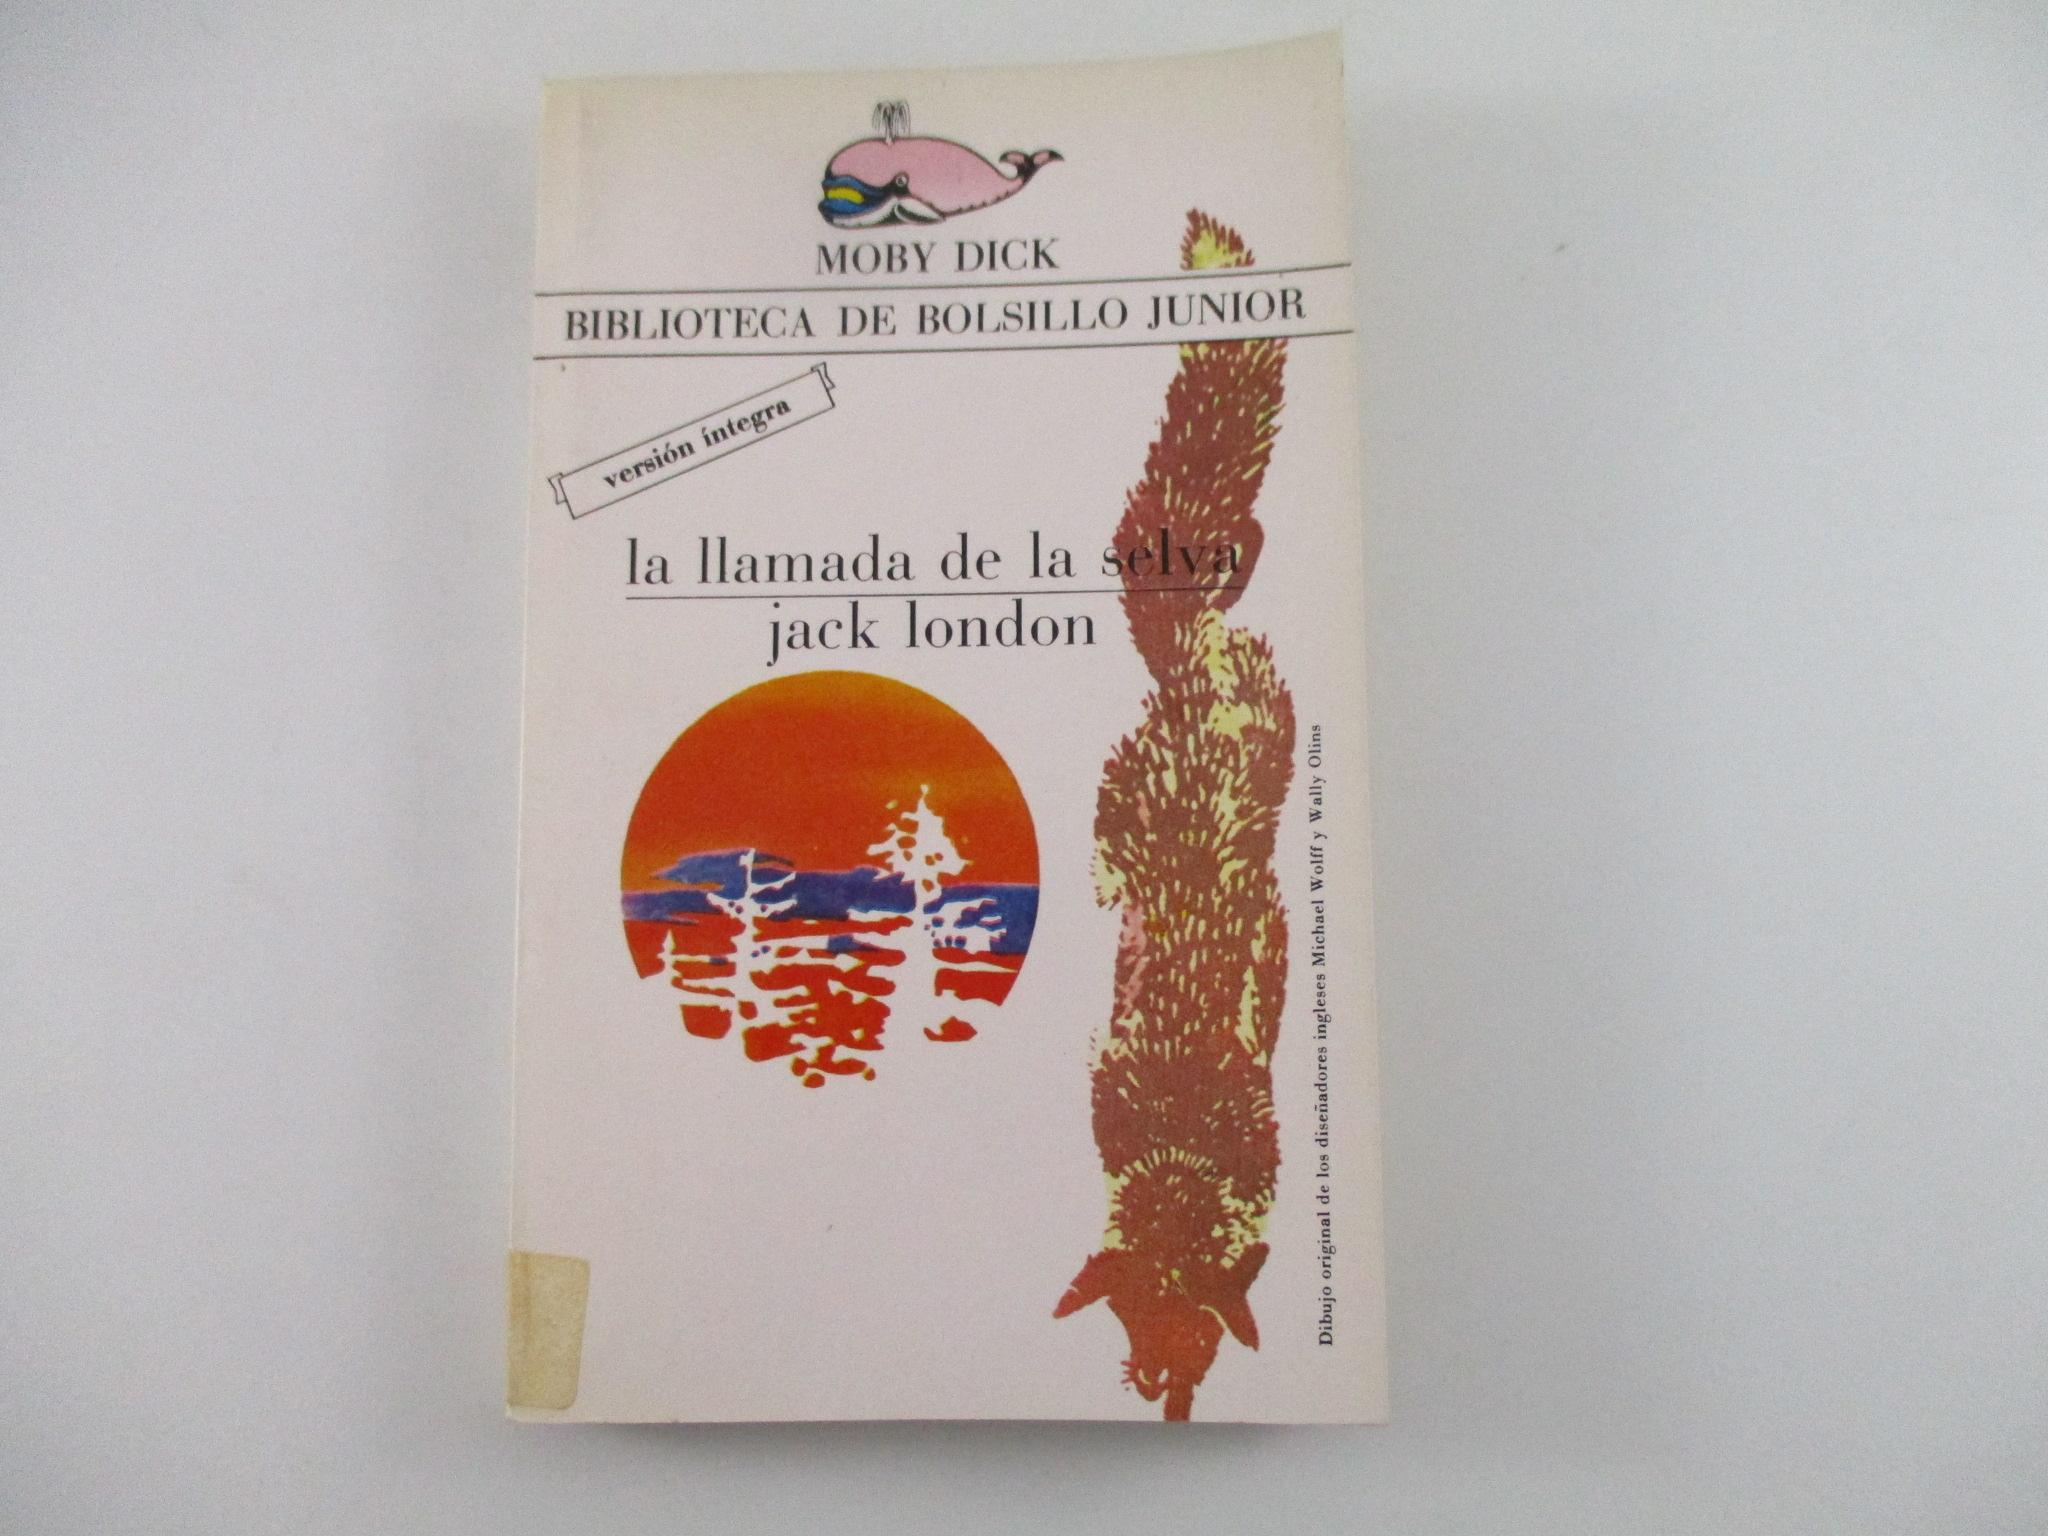 MOBY DICK
BIBLIOTECA DE BOLSILLO JUNIOR
versión íntegra
la llamada de la selva
jack london
Dibujo original de los diseñadores ingleses Michael Wolff y Wally Olins